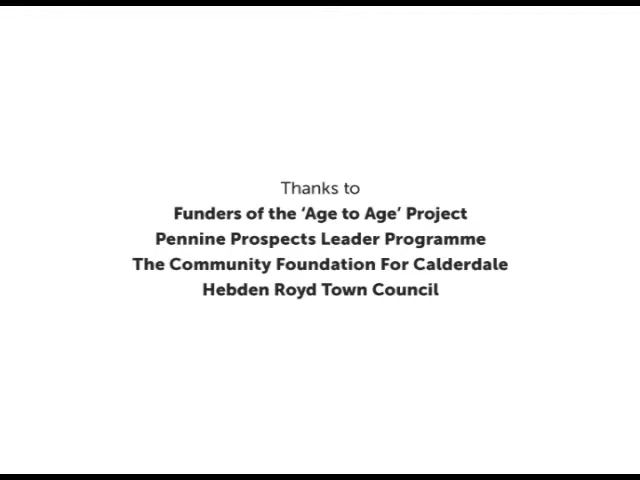 Thanks to
Funders of the ‘Age to Age’ Project
Pennine Prospects Leader Programme
The Community Foundation For Calderdale
Hebden Royd Town Council